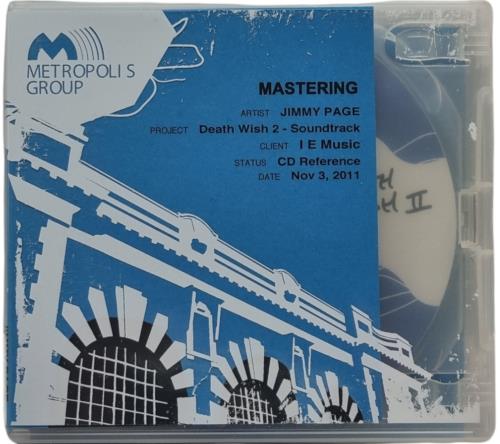 METROPOLIS
GROUP
MASTERING
ARTIST JIMMY PAGE
PROJECT Death Wish 2 - Soundtrack
CLIENT I E Music
STATUS CD Reference
DATE Nov 3, 2011
H II